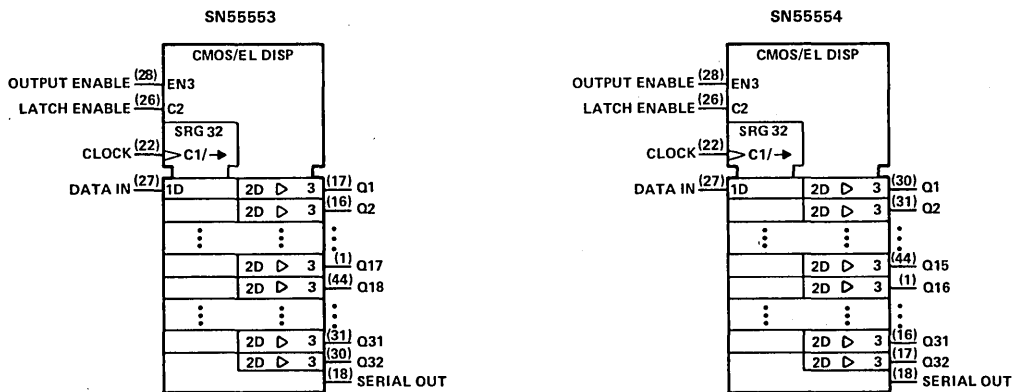 SN55553
CMOS/EL DISP
OUTPUT ENABLE (28) EN3
LATCH ENABLE (26) C2
SRG 32
CLOCK (22) C1/→
DATA IN (27) 1D 2D ▷ 3 (17) Q1
2D ▷ 3 (16) Q2
2D ▷ 3 (1) Q17
2D ▷ 3 (44) Q18
2D ▷ 3 (31) Q31
2D ▷ 3 (30) Q32
(18) SERIAL OUT
SN55554
CMOS/EL DISP
OUTPUT ENABLE (28) EN3
LATCH ENABLE (26) C2
SRG 32
CLOCK (22) C1/→
DATA IN (27) 1D 2D ▷ 3 (30) Q1
2D ▷ 3 (31) Q2
2D ▷ 3 (44) Q15
2D ▷ 3 (1) Q16
2D ▷ 3 (16) Q31
2D ▷ 3 (17) Q32
(18) SERIAL OUT